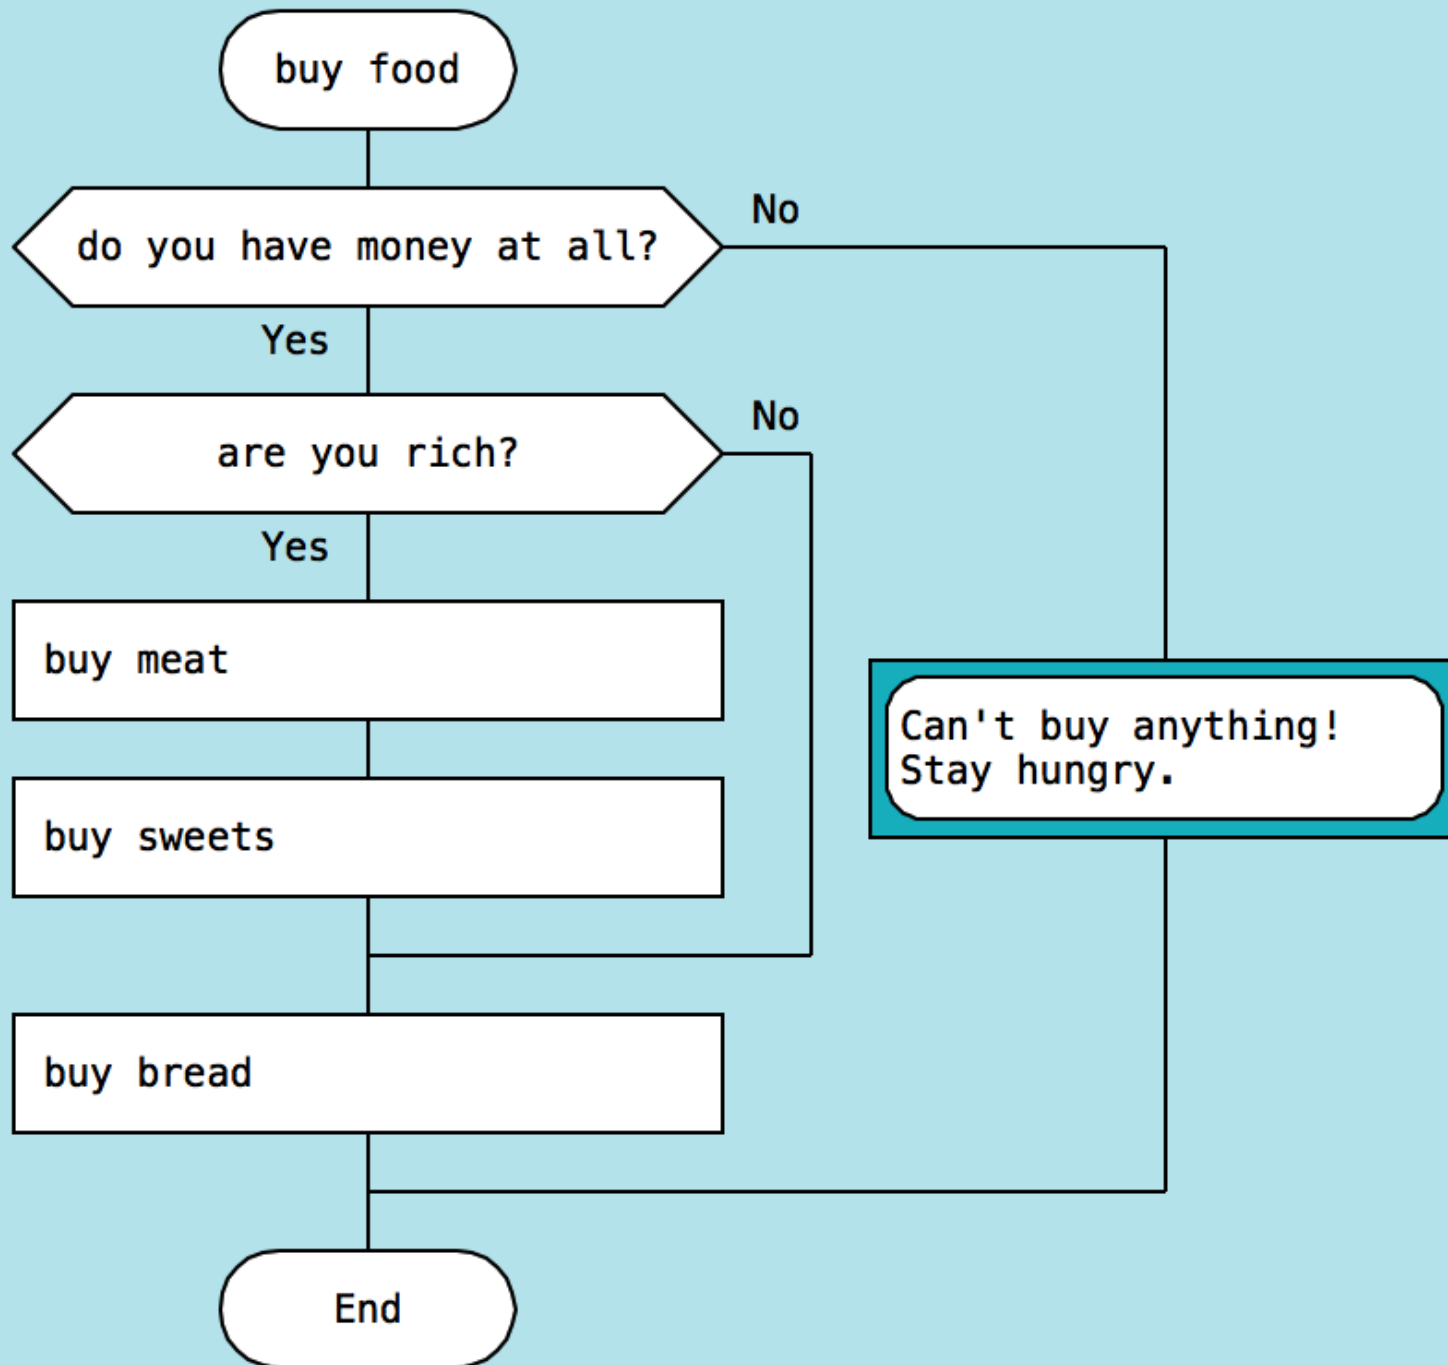 buy food
do you have money at all?
No
Yes
are you rich?
No
Yes
buy meat
Can't buy anything!
Stay hungry.
buy sweets
buy bread
End